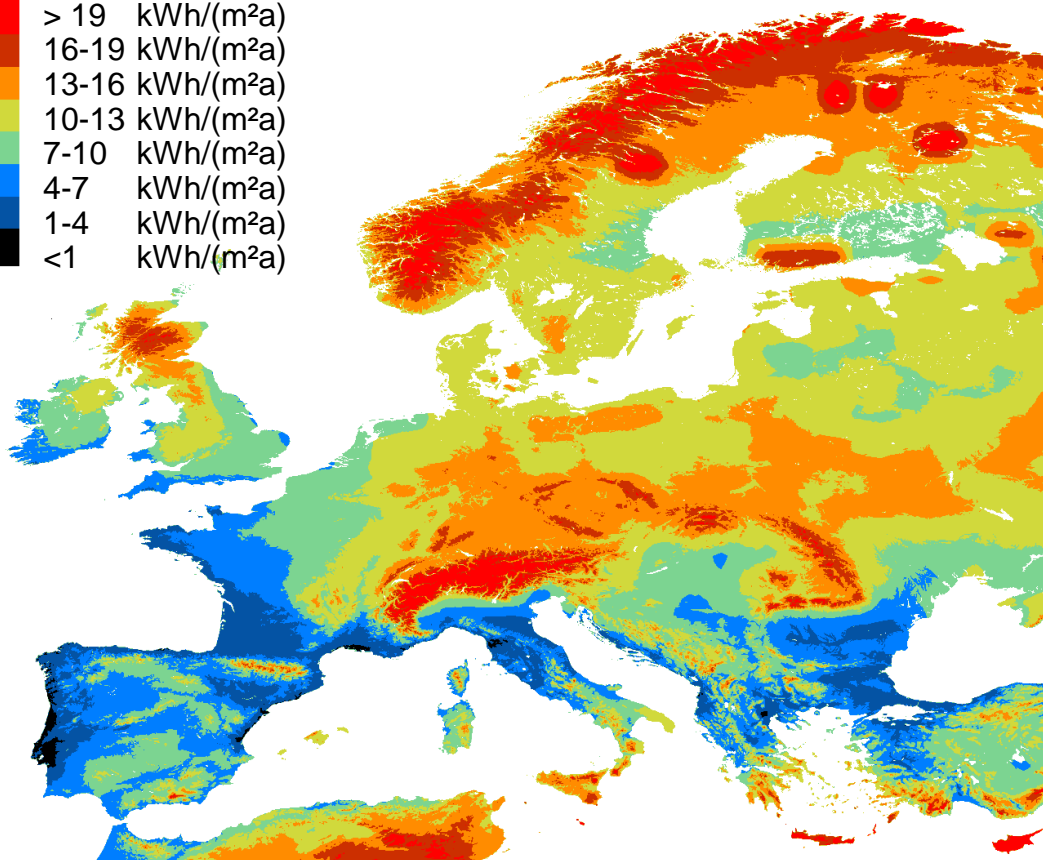 > 19 kWh/(m²a)
16-19 kWh/(m²a)
13-16 kWh/(m²a)
10-13 kWh/(m²a)
7-10 kWh/(m²a)
4-7 kWh/(m²a)
1-4 kWh/(m²a)
<1 kWh/(m²a)